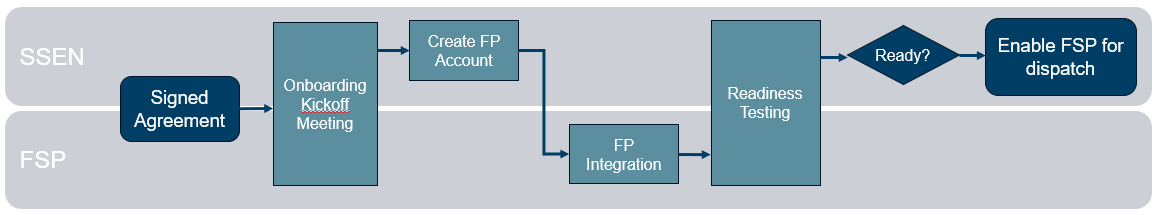 SSEN
Signed
Agreement
Onboarding
Kickoff
Meeting
Create FP
Account
FP
Integration
Readiness
Testing
Ready?
Enable FSP for
dispatch
FSP